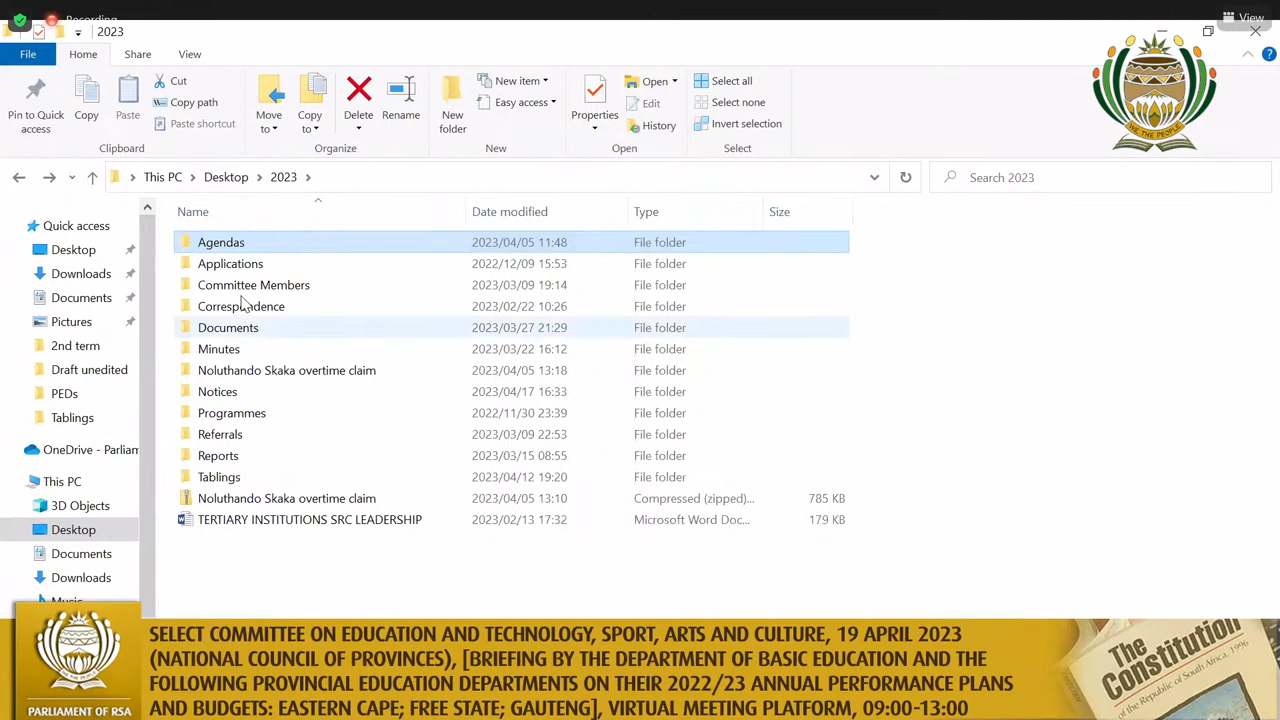 Recording
View
2023
File Home Share View
Pin to Quick access
Copy
Paste
Cut
Copy path
Paste shortcut
Clipboard
Move to
Copy to
Delete
Rename
Organize
New folder
New item
Easy access
New
Properties
Open
Edit
History
Open
Select all
Select none
Invert selection
Select
WE THE PEOPLE
This PC > Desktop > 2023 >
Search 2023
Name Date modified Type Size
Quick access
Desktop
Downloads
Documents
Pictures
2nd term
Draft unedited
PEDs
Tablings
OneDrive - Parliam
This PC
3D Objects
Desktop
Documents
Downloads
Music
Agendas 2023/04/05 11:48 File folder
Applications 2022/12/09 15:53 File folder
Committee Members 2023/03/09 19:14 File folder
Correspondence 2023/02/22 10:26 File folder
Documents 2023/03/27 21:29 File folder
Minutes 2023/03/22 16:12 File folder
Noluthando Skaka overtime claim 2023/04/05 13:18 File folder
Notices 2023/04/17 16:33 File folder
Programmes 2022/11/30 23:39 File folder
Referrals 2023/03/09 22:53 File folder
Reports 2023/03/15 08:55 File folder
Tablings 2023/04/12 19:20 File folder
Noluthando Skaka overtime claim 2023/04/05 13:10 Compressed (zipped)... 785 KB
TERTIARY INSTITUTIONS SRC LEADERSHIP 2023/02/13 17:32 Microsoft Word Doc... 179 KB
PARLIAMENT OF RSA
SELECT COMMITTEE ON EDUCATION AND TECHNOLOGY, SPORT, ARTS AND CULTURE, 19 APRIL 2023
(NATIONAL COUNCIL OF PROVINCES), [BRIEFING BY THE DEPARTMENT OF BASIC EDUCATION AND THE
FOLLOWING PROVINCIAL EDUCATION DEPARTMENTS ON THEIR 2022/23 ANNUAL PERFORMANCE PLANS
AND BUDGETS: EASTERN CAPE; FREE STATE; GAUTENG], VIRTUAL MEETING PLATFORM, 09:00-13:00
The
Constitution
of the Republic of South Africa, 1996